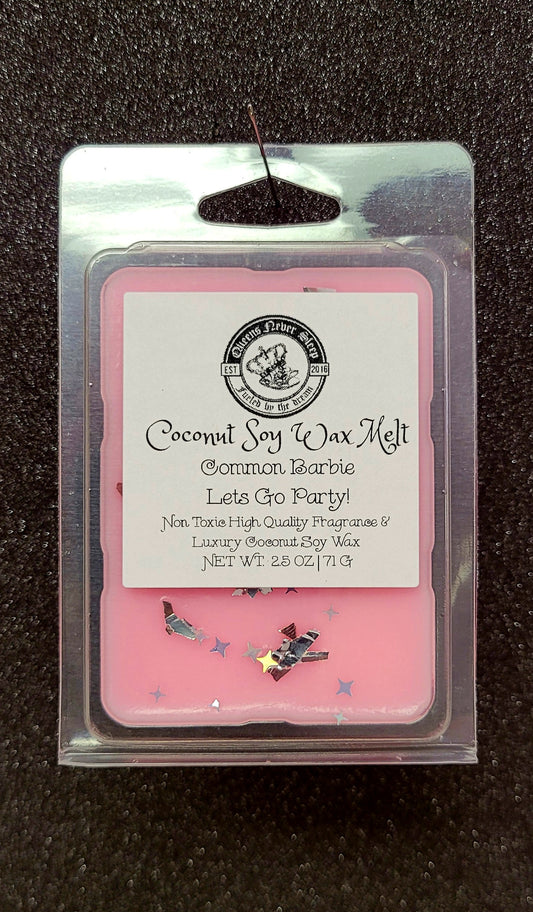 Queens Never Sleep
EST 2016
Fueled by the dream
Coconut Soy Wax Melt
Common Barbie
Lets Go Party!
Non Toxic High Quality Fragrance &
Luxury Coconut Soy Wax
NET WT. 2.5 OZ | 71 G